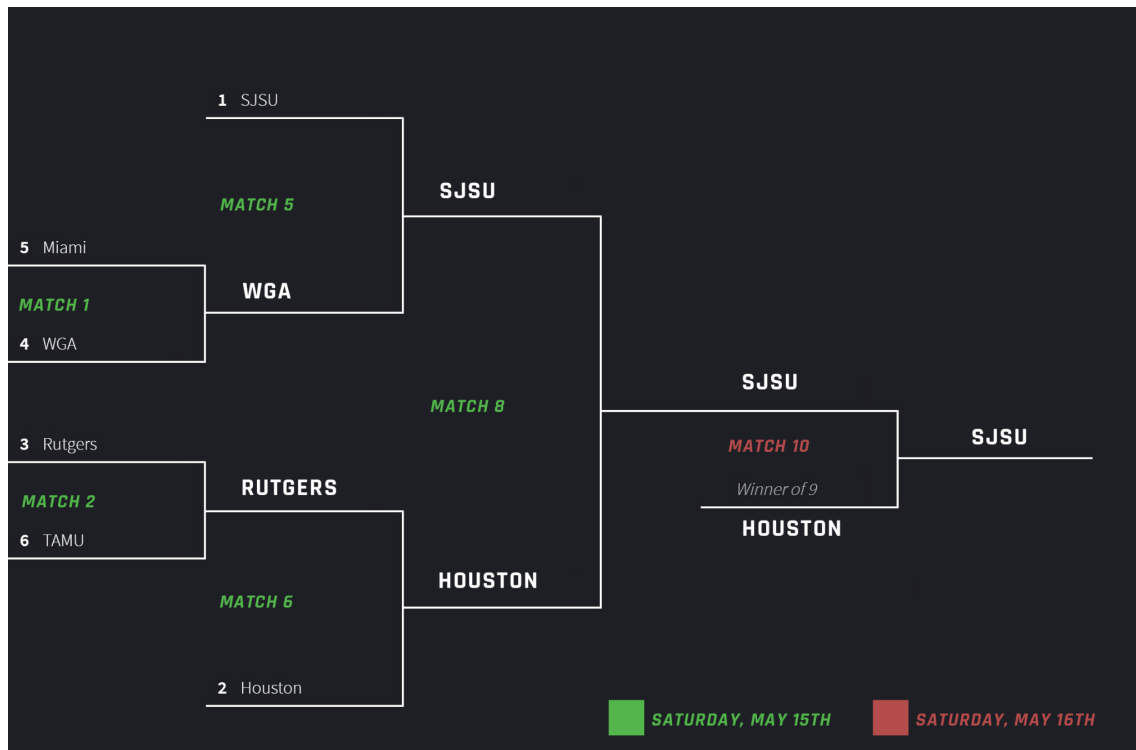 1 SJSU
SJSU
MATCH 5
5 Miami
WGA
MATCH 1
4 WGA
SJSU
MATCH 8
3 Rutgers
SJSU
MATCH 10
RUTGERS
Winner of 9
MATCH 2
HOUSTON
6 TAMU
HOUSTON
MATCH 6
2 Houston
SATURDAY, MAY 15TH
SATURDAY, MAY 16TH